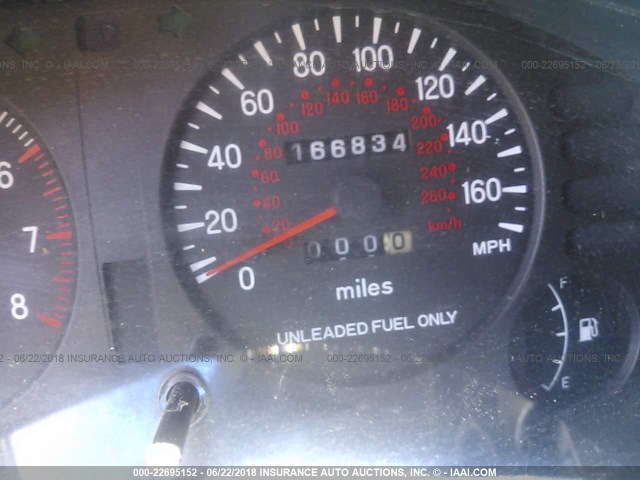 20 40 60 80 100 120 140 160
20 40 60 80 100 120 140 160 180 200 220 240 260
km/h
166834
0000
0
MPH
miles
UNLEADED FUEL ONLY
6
7
8
F
E
000-22695152 - 06/22/2018 INSURANCE AUTO AUCTIONS, INC. - © - IAAI.COM